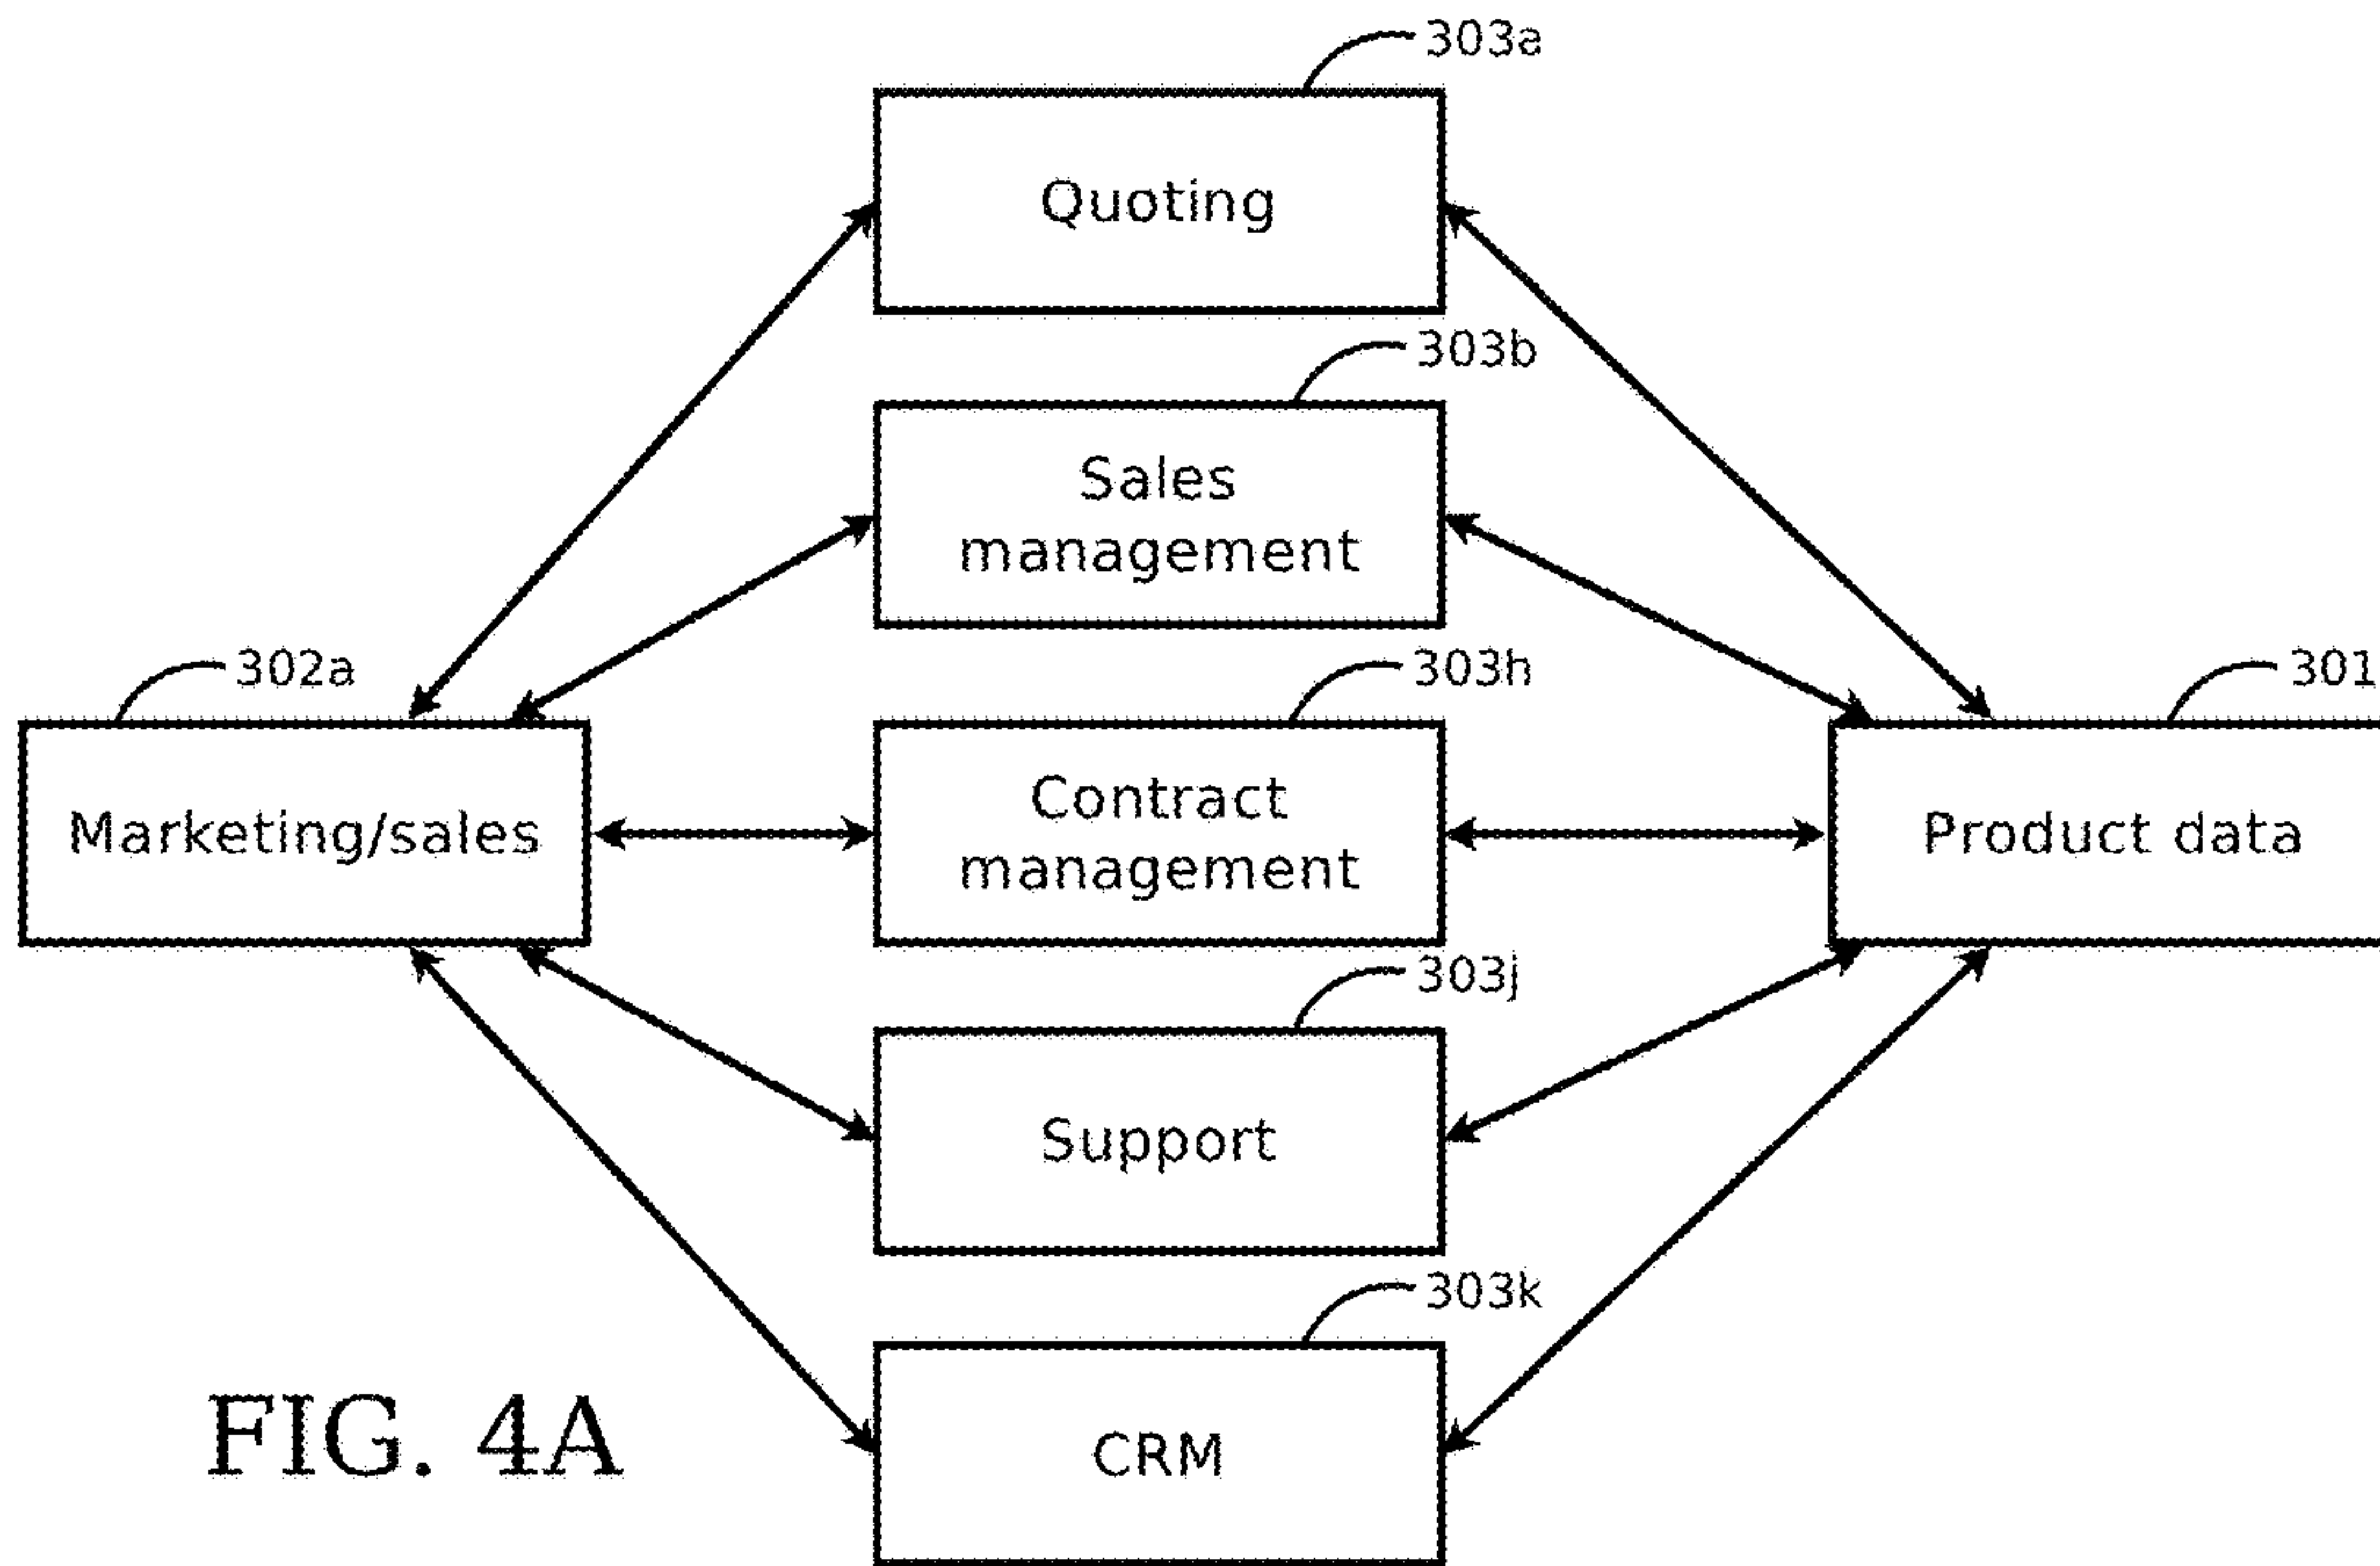 303a
Quoting
303b
Sales
management
302a
303h
301
Marketing/sales
Contract
management
Product data
303j
Support
303k
CRM
FIG. 4A